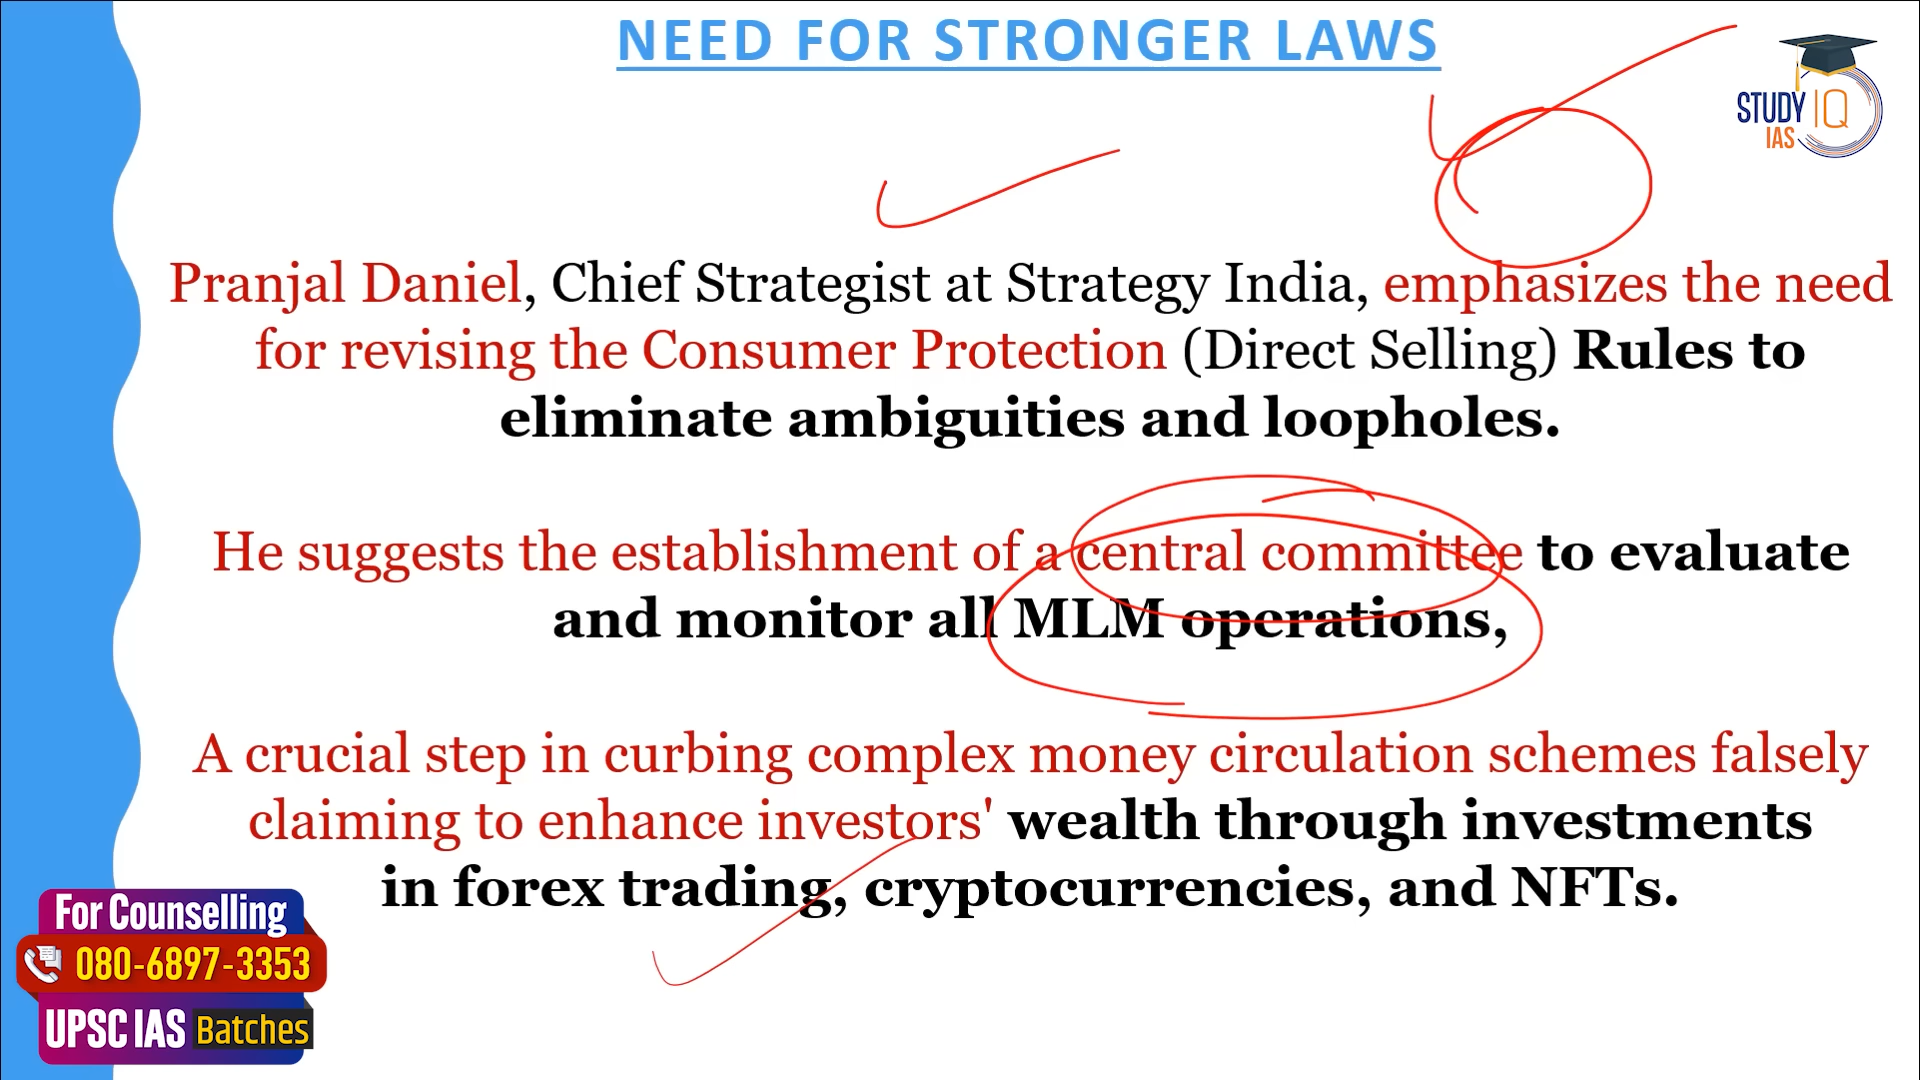 NEED FOR STRONGER LAWS
STUDY IQ
IAS
Pranjal Daniel, Chief Strategist at Strategy India, emphasizes the need
for revising the Consumer Protection (Direct Selling) Rules to
eliminate ambiguities and loopholes.
He suggests the establishment of a central committee to evaluate
and monitor all MLM operations,
A crucial step in curbing complex money circulation schemes falsely
claiming to enhance investors' wealth through investments
in forex trading, cryptocurrencies, and NFTs.
For Counselling
080-6897-3353
UPSC IAS Batches